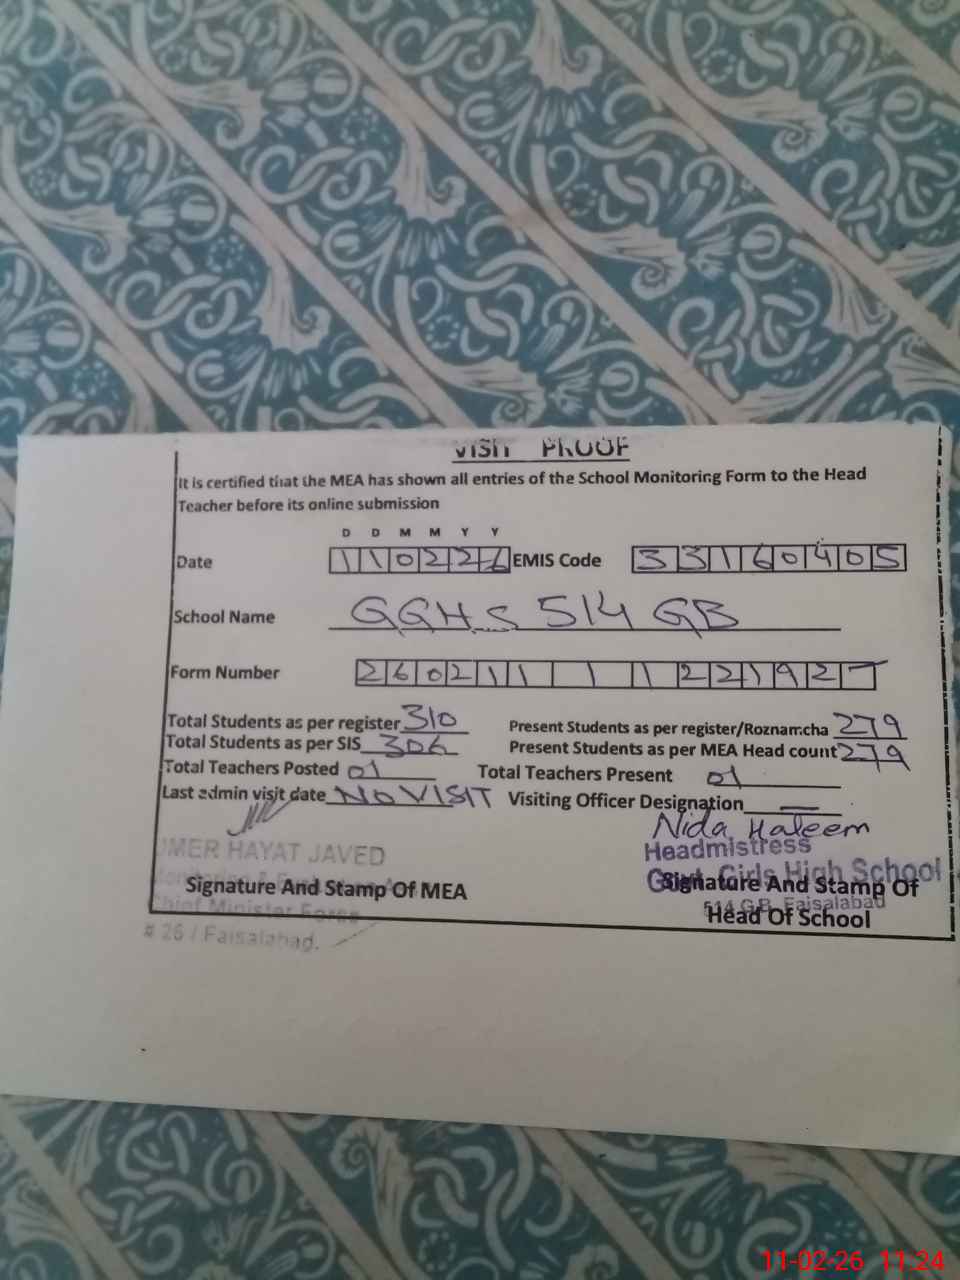 VISIT PROOF
It is certified that the MEA has shown all entries of the School Monitoring Form to the Head
Teacher before its online submission
D D M M Y Y
Date 110226 EMIS Code 33160405
School Name GGHS 514 GB
Form Number
Total Students as per register 310 Present Students as per register/Roznamcha 279
Total Students as per SIS 306 Present Students as per MEA Head count 279
Total Teachers Posted 01 Total Teachers Present 01
Last admin visit date NO VISIT Visiting Officer Designation —
Nida Haleem
OMER HAYAT JAVED Headmistress
Monitoring & Govt. Girls High School
Signature And Stamp Of MEA Signature And Stamp Of
Chief Minister 514 G.B. Faisalabad
Head Of School
# 26 / Faisalabad.
11-02-26 11:24